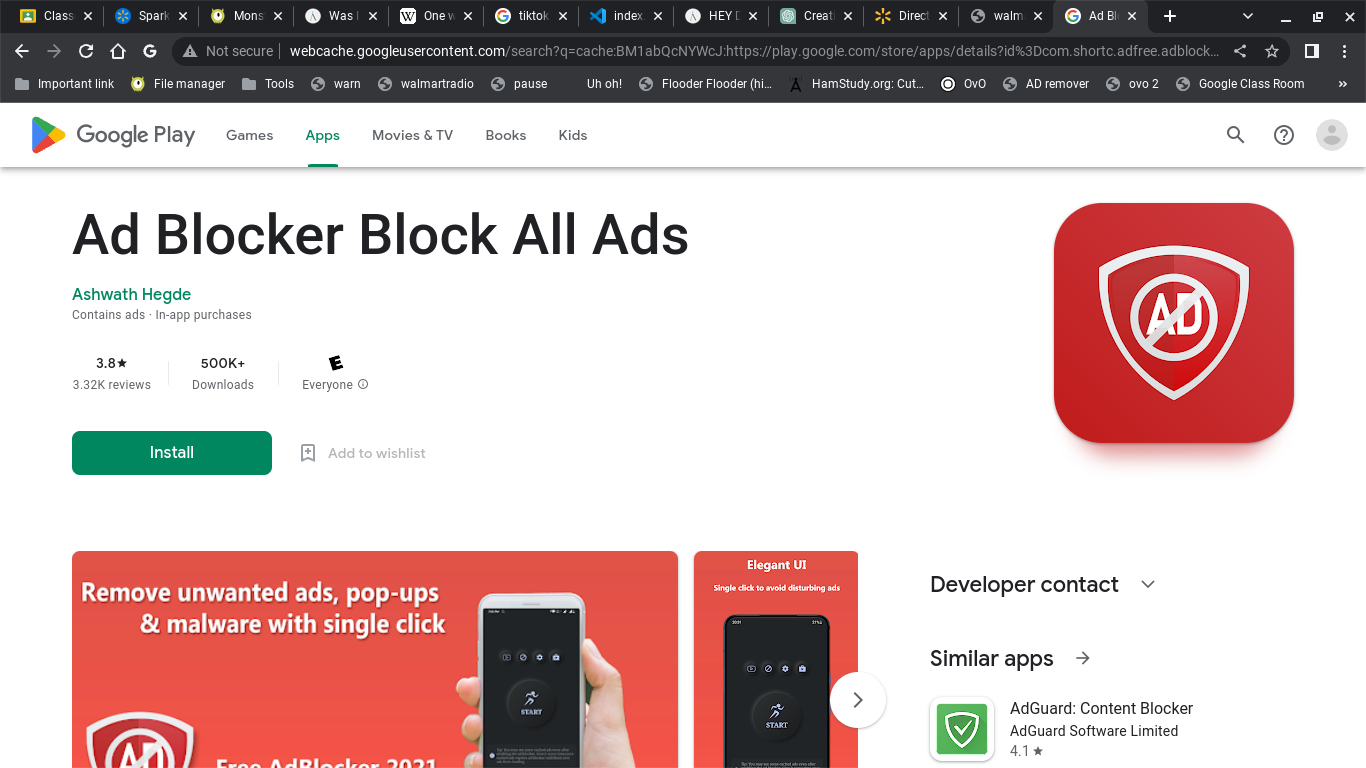 Class
Spark
Mons
Was I
One w
tiktok
index.
HEY D
Creati
Direct
walm
Ad Bl
Not secure
webcache.googleusercontent.com/search?q=cache:BM1abQcNYWcJ:https://play.google.com/store/apps/details?id%3Dcom.shortc.adfree.adblock...
Important link
File manager
Tools
warn
walmartradio
pause
Uh oh!
Flooder Flooder (hi...
HamStudy.org: Cut...
OvO
AD remover
ovo 2
Google Class Room
Google Play
Games
Apps
Movies & TV
Books
Kids
Ad Blocker Block All Ads
Ashwath Hegde
Contains ads · In-app purchases
3.8★
3.32K reviews
500K+
Downloads
E
Everyone
Install
Add to wishlist
AD
Remove unwanted ads, pop-ups
& malware with single click
START
Free AdBlocker 2021
Elegant UI
Single click to avoid disturbing ads
START
Developer contact
Similar apps
AdGuard: Content Blocker
AdGuard Software Limited
4.1★